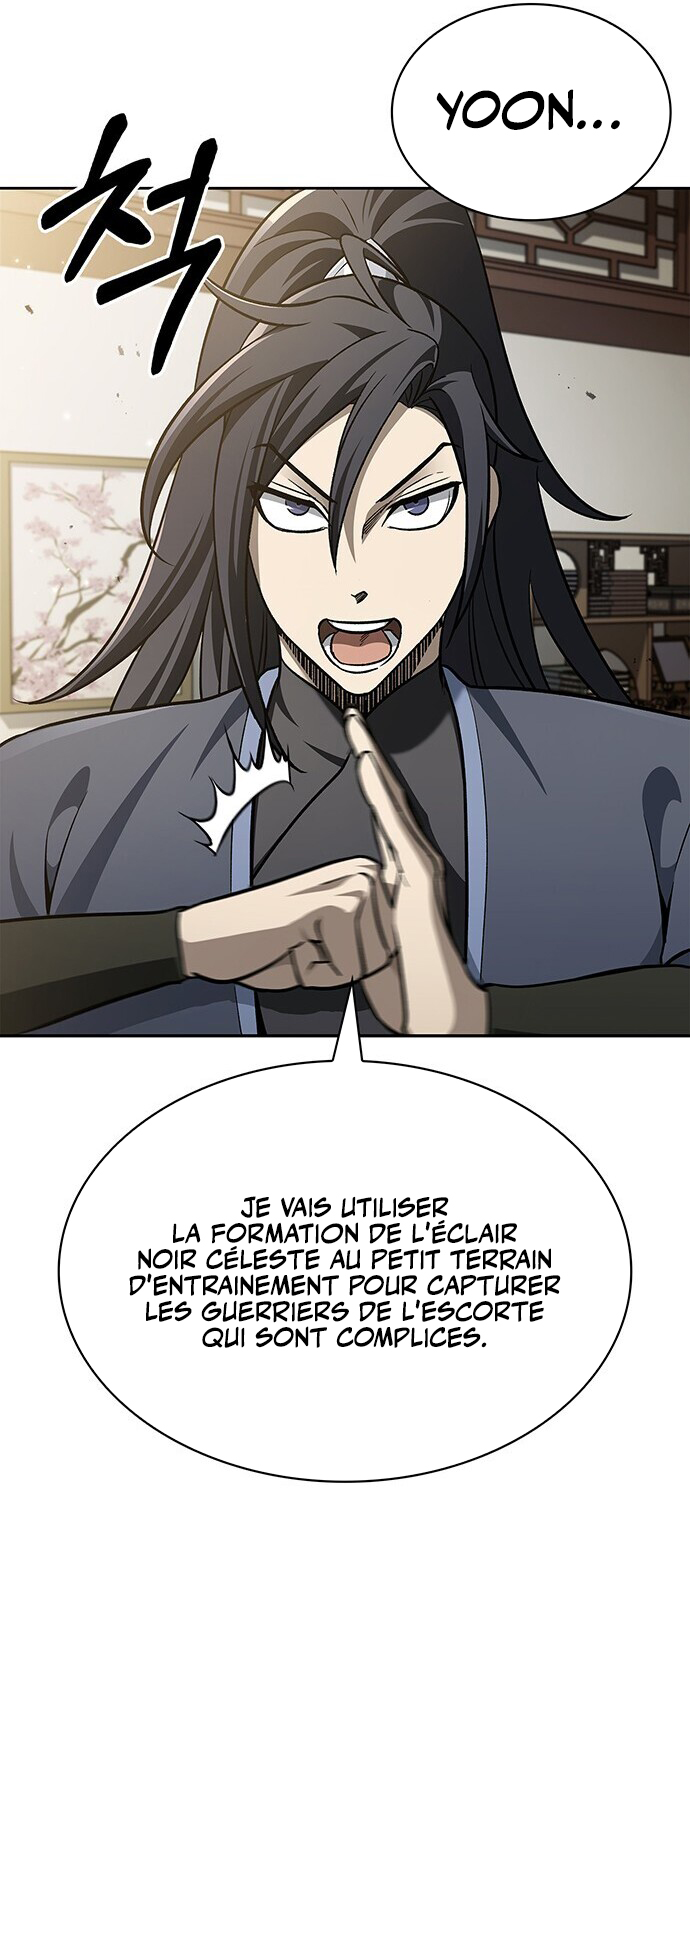 YOON...
척
JE VAIS UTILISER
LA FORMATION DE L'ÉCLAIR
NOIR CÉLESTE AU PETIT TERRAIN
D'ENTRAINEMENT POUR CAPTURER
LES GUERRIERS DE L'ESCORTE
QUI SONT COMPLICES.